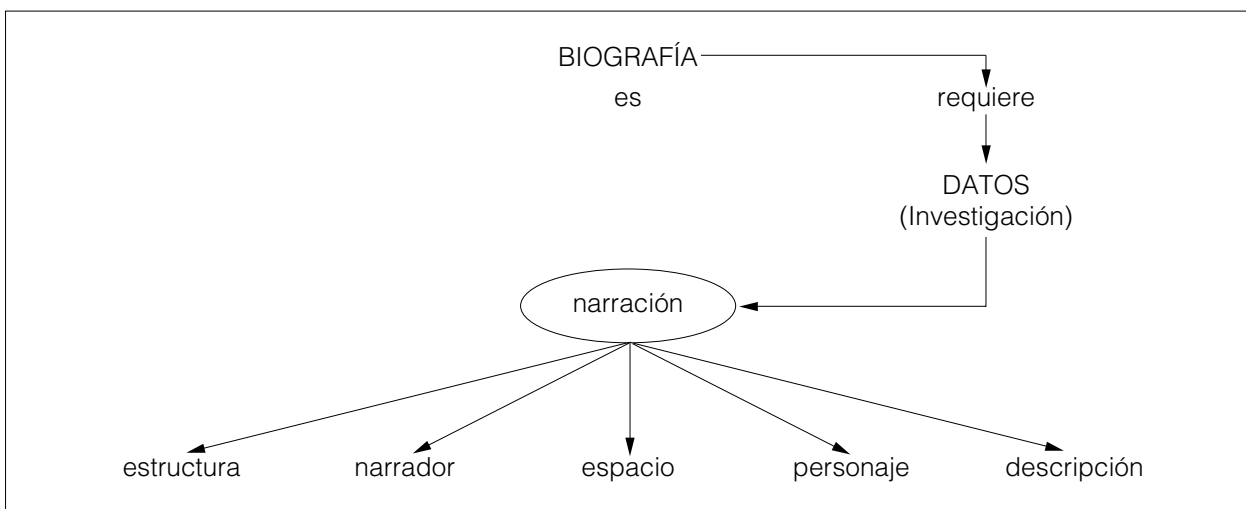 BIOGRAFÍA
es
requiere
DATOS
(Investigación)
narración
estructura
narrador
espacio
personaje
descripción